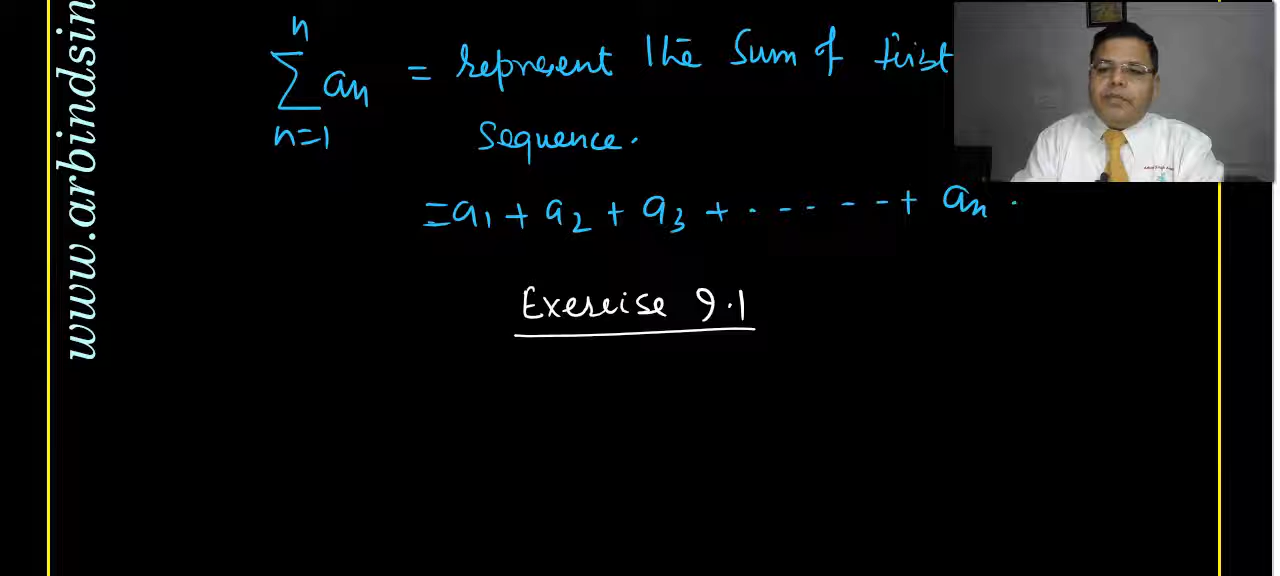 n
∑ an = represent the Sum of first
n=1
Sequence.
= a1 + a2 + a3 + . - - - - - + an .
Exercise 9.1
www.arbindsin